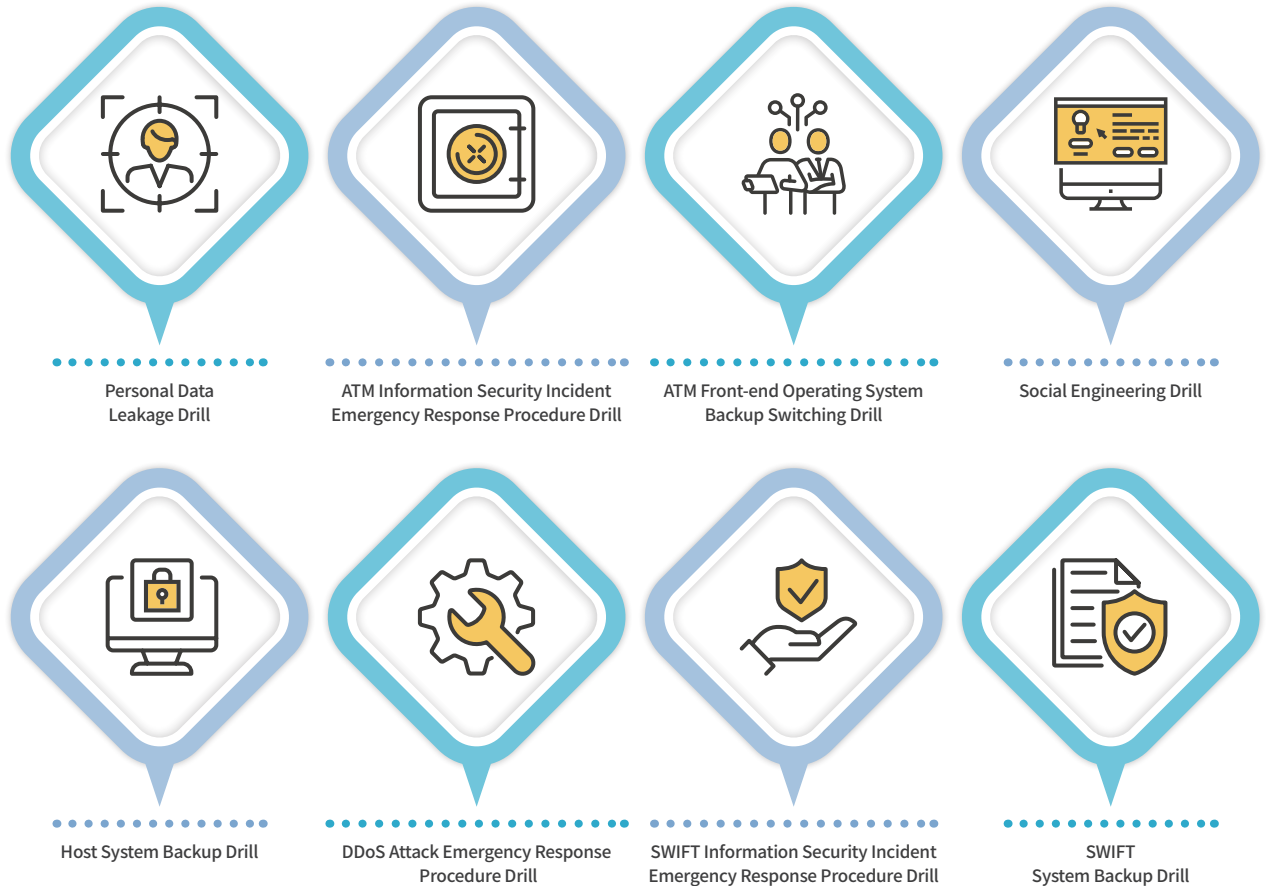 Personal Data
Leakage Drill
ATM Information Security Incident
Emergency Response Procedure Drill
ATM Front-end Operating System
Backup Switching Drill
Social Engineering Drill
Host System Backup Drill
DDoS Attack Emergency Response
Procedure Drill
SWIFT Information Security Incident
Emergency Response Procedure Drill
SWIFT
System Backup Drill